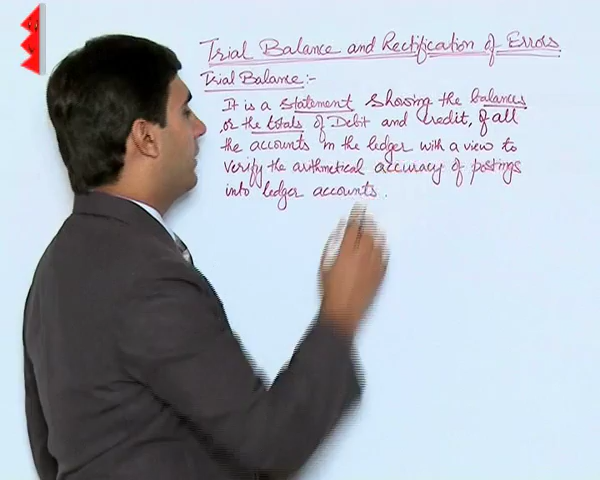 Trial Balance and Rectification of Errors
Trial Balance:-
It is a statement showing the balances
or the totals of Debit and Credit, of all
the accounts in the ledger with a view to
verify the arithmetical accuracy of postings
into ledger accounts.